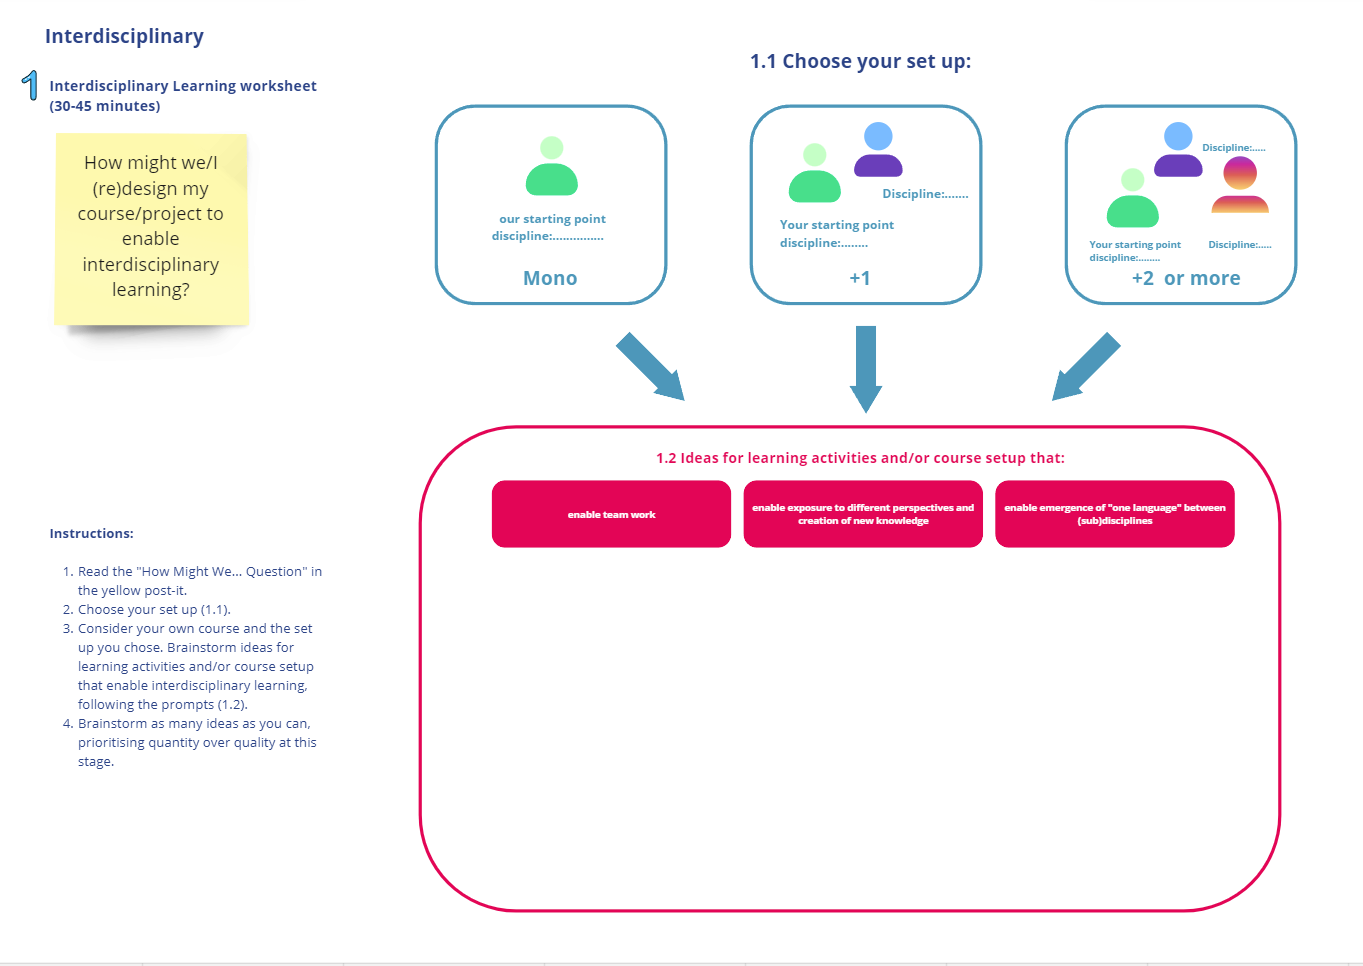 Interdisciplinary
1
Interdisciplinary Learning worksheet
(30-45 minutes)
How might we/I
(re)design my
course/project to
enable
interdisciplinary
learning?
Instructions:
1. Read the "How Might We... Question" in
the yellow post-it.
2. Choose your set up (1.1).
3. Consider your own course and the set
up you chose. Brainstorm ideas for
learning activities and/or course setup
that enable interdisciplinary learning,
following the prompts (1.2).
4. Brainstorm as many ideas as you can,
prioritising quantity over quality at this
stage.
1.1 Choose your set up:
our starting point
discipline:...............
Mono
Discipline:.......
Your starting point
discipline:........
+1
Discipline:.....
Your starting point
discipline:........
Discipline:.....
+2 or more
1.2 Ideas for learning activities and/or course setup that:
enable team work
enable exposure to different perspectives and
creation of new knowledge
enable emergence of "one language" between
(sub)disciplines